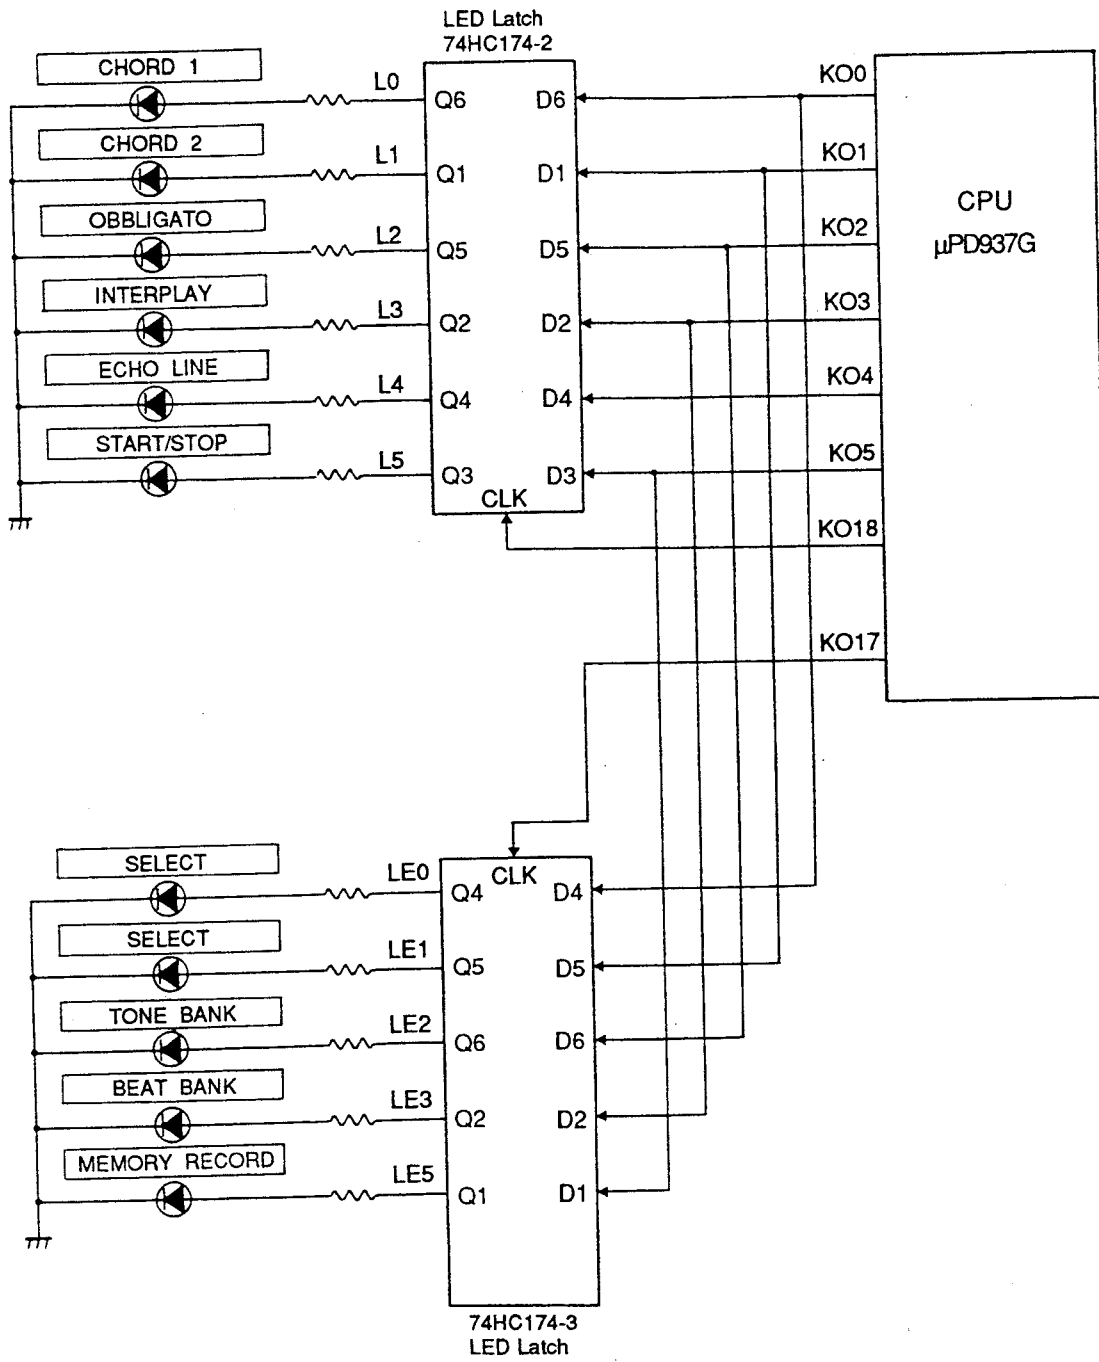 LED Latch
74HC174-2
CHORD 1
L0
Q6
D6
KO0
CHORD 2
L1
Q1
D1
KO1
CPU
µPD937G
OBBLIGATO
L2
Q5
D5
KO2
INTERPLAY
L3
Q2
D2
KO3
ECHO LINE
L4
Q4
D4
KO4
START/STOP
L5
Q3
D3
KO5
CLK
KO18
KO17
SELECT
LE0
Q4
CLK
D4
SELECT
LE1
Q5
D5
TONE BANK
LE2
Q6
D6
BEAT BANK
LE3
Q2
D2
MEMORY RECORD
LE5
Q1
D1
74HC174-3
LED Latch